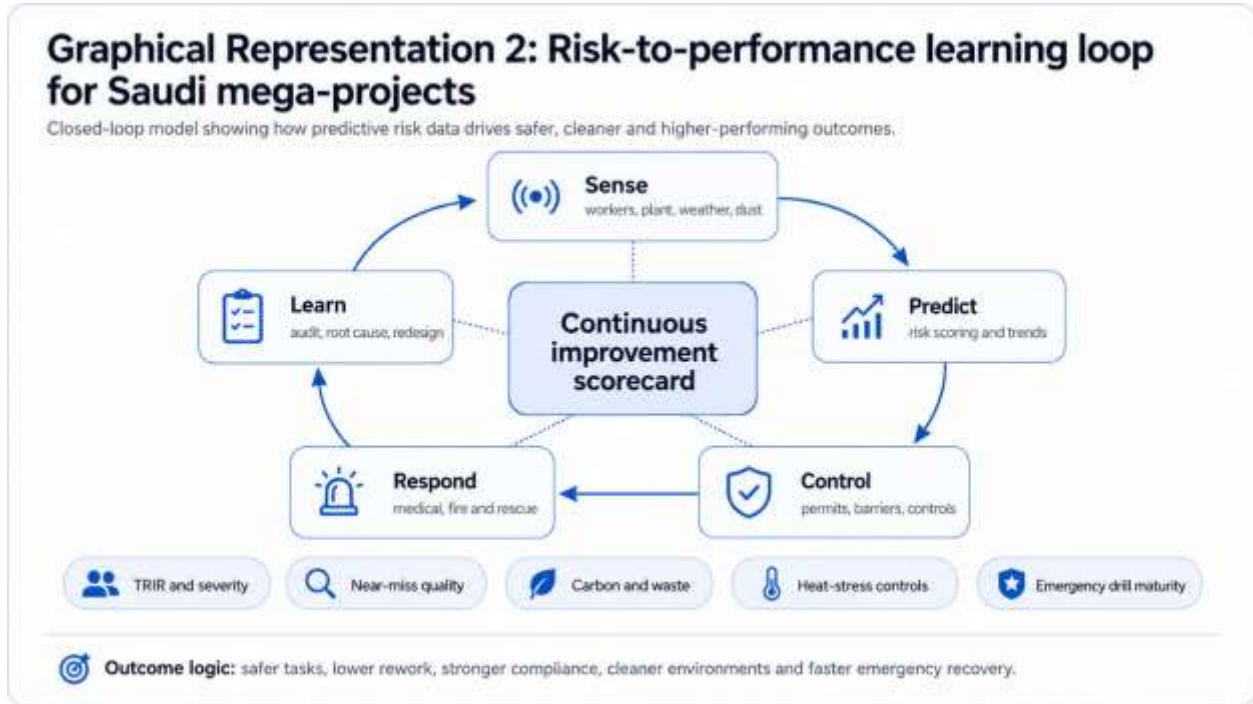 Graphical Representation 2: Risk-to-performance learning loop
for Saudi mega-projects
Closed-loop model showing how predictive risk data drives safer, cleaner and higher-performing outcomes.
Sense
workers, plant, weather, dust
Learn
audit, root cause, redesign
Continuous
improvement
scorecard
Predict
risk scoring and trends
Respond
medical, fire and rescue
Control
permits, barriers, controls
TRIR and severity
Near-miss quality
Carbon and waste
Heat-stress controls
Emergency drill maturity
Outcome logic: safer tasks, lower rework, stronger compliance, cleaner environments and faster emergency recovery.